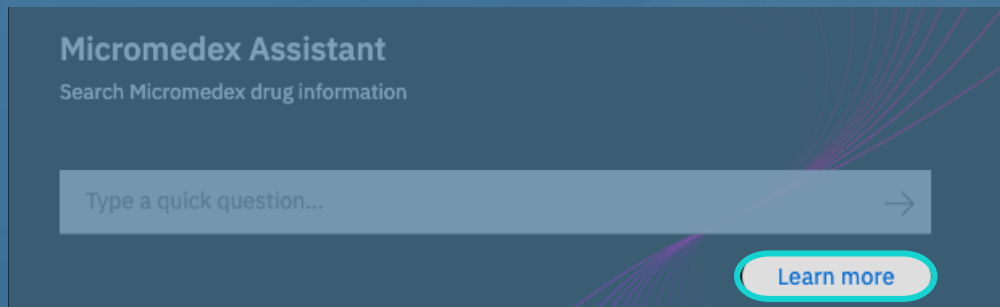 Micromedex Assistant
Search Micromedex drug information
Type a quick question...
Learn more